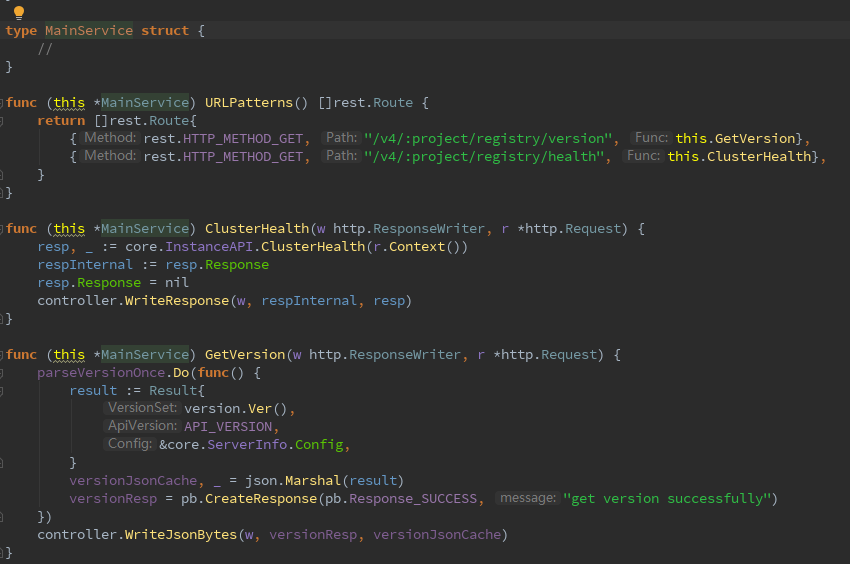 type MainService struct {
    //
}
func (this *MainService) URLPatterns() []rest.Route {
    return []rest.Route{
        { Method: rest.HTTP_METHOD_GET, Path: "/v4/:project/registry/version", Func: this.GetVersion},
        { Method: rest.HTTP_METHOD_GET, Path: "/v4/:project/registry/health", Func: this.ClusterHealth},
    }
}
func (this *MainService) ClusterHealth(w http.ResponseWriter, r *http.Request) {
    resp, _ := core.InstanceAPI.ClusterHealth(r.Context())
    respInternal := resp.Response
    resp.Response = nil
    controller.WriteResponse(w, respInternal, resp)
}
func (this *MainService) GetVersion(w http.ResponseWriter, r *http.Request) {
    parseVersionOnce.Do(func() {
        result := Result{
            VersionSet: version.Ver(),
            ApiVersion: API_VERSION,
            Config: &core.ServerInfo.Config,
        }
        versionJsonCache, _ = json.Marshal(result)
        versionResp = pb.CreateResponse(pb.Response_SUCCESS, message: "get version successfully")
    })
    controller.WriteJsonBytes(w, versionResp, versionJsonCache)
}